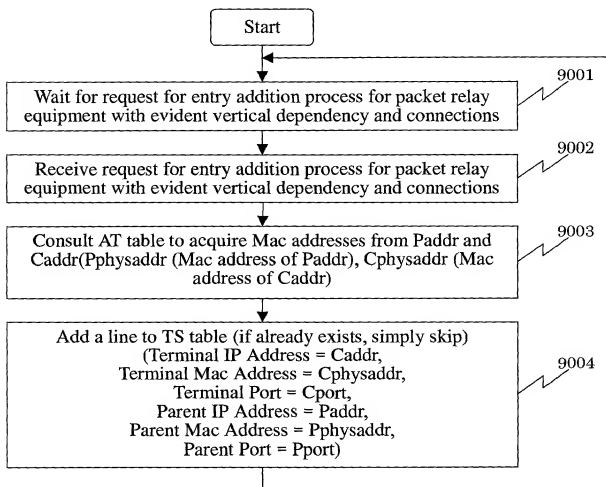 Start
9001
Wait for request for entry addition process for packet relay
equipment with evident vertical dependency and connections
9002
Receive request for entry addition process for packet relay
equipment with evident vertical dependency and connections
9003
Consult AT table to acquire Mac addresses from Paddr and
Caddr(Pphysaddr (Mac address of Paddr), Cphysaddr (Mac
address of Caddr)
9004
Add a line to TS table (if already exists, simply skip)
(Terminal IP Address = Caddr,
Terminal Mac Address = Cphysaddr,
Terminal Port = Cport,
Parent IP Address = Paddr,
Parent Mac Address = Pphysaddr,
Parent Port = Pport)